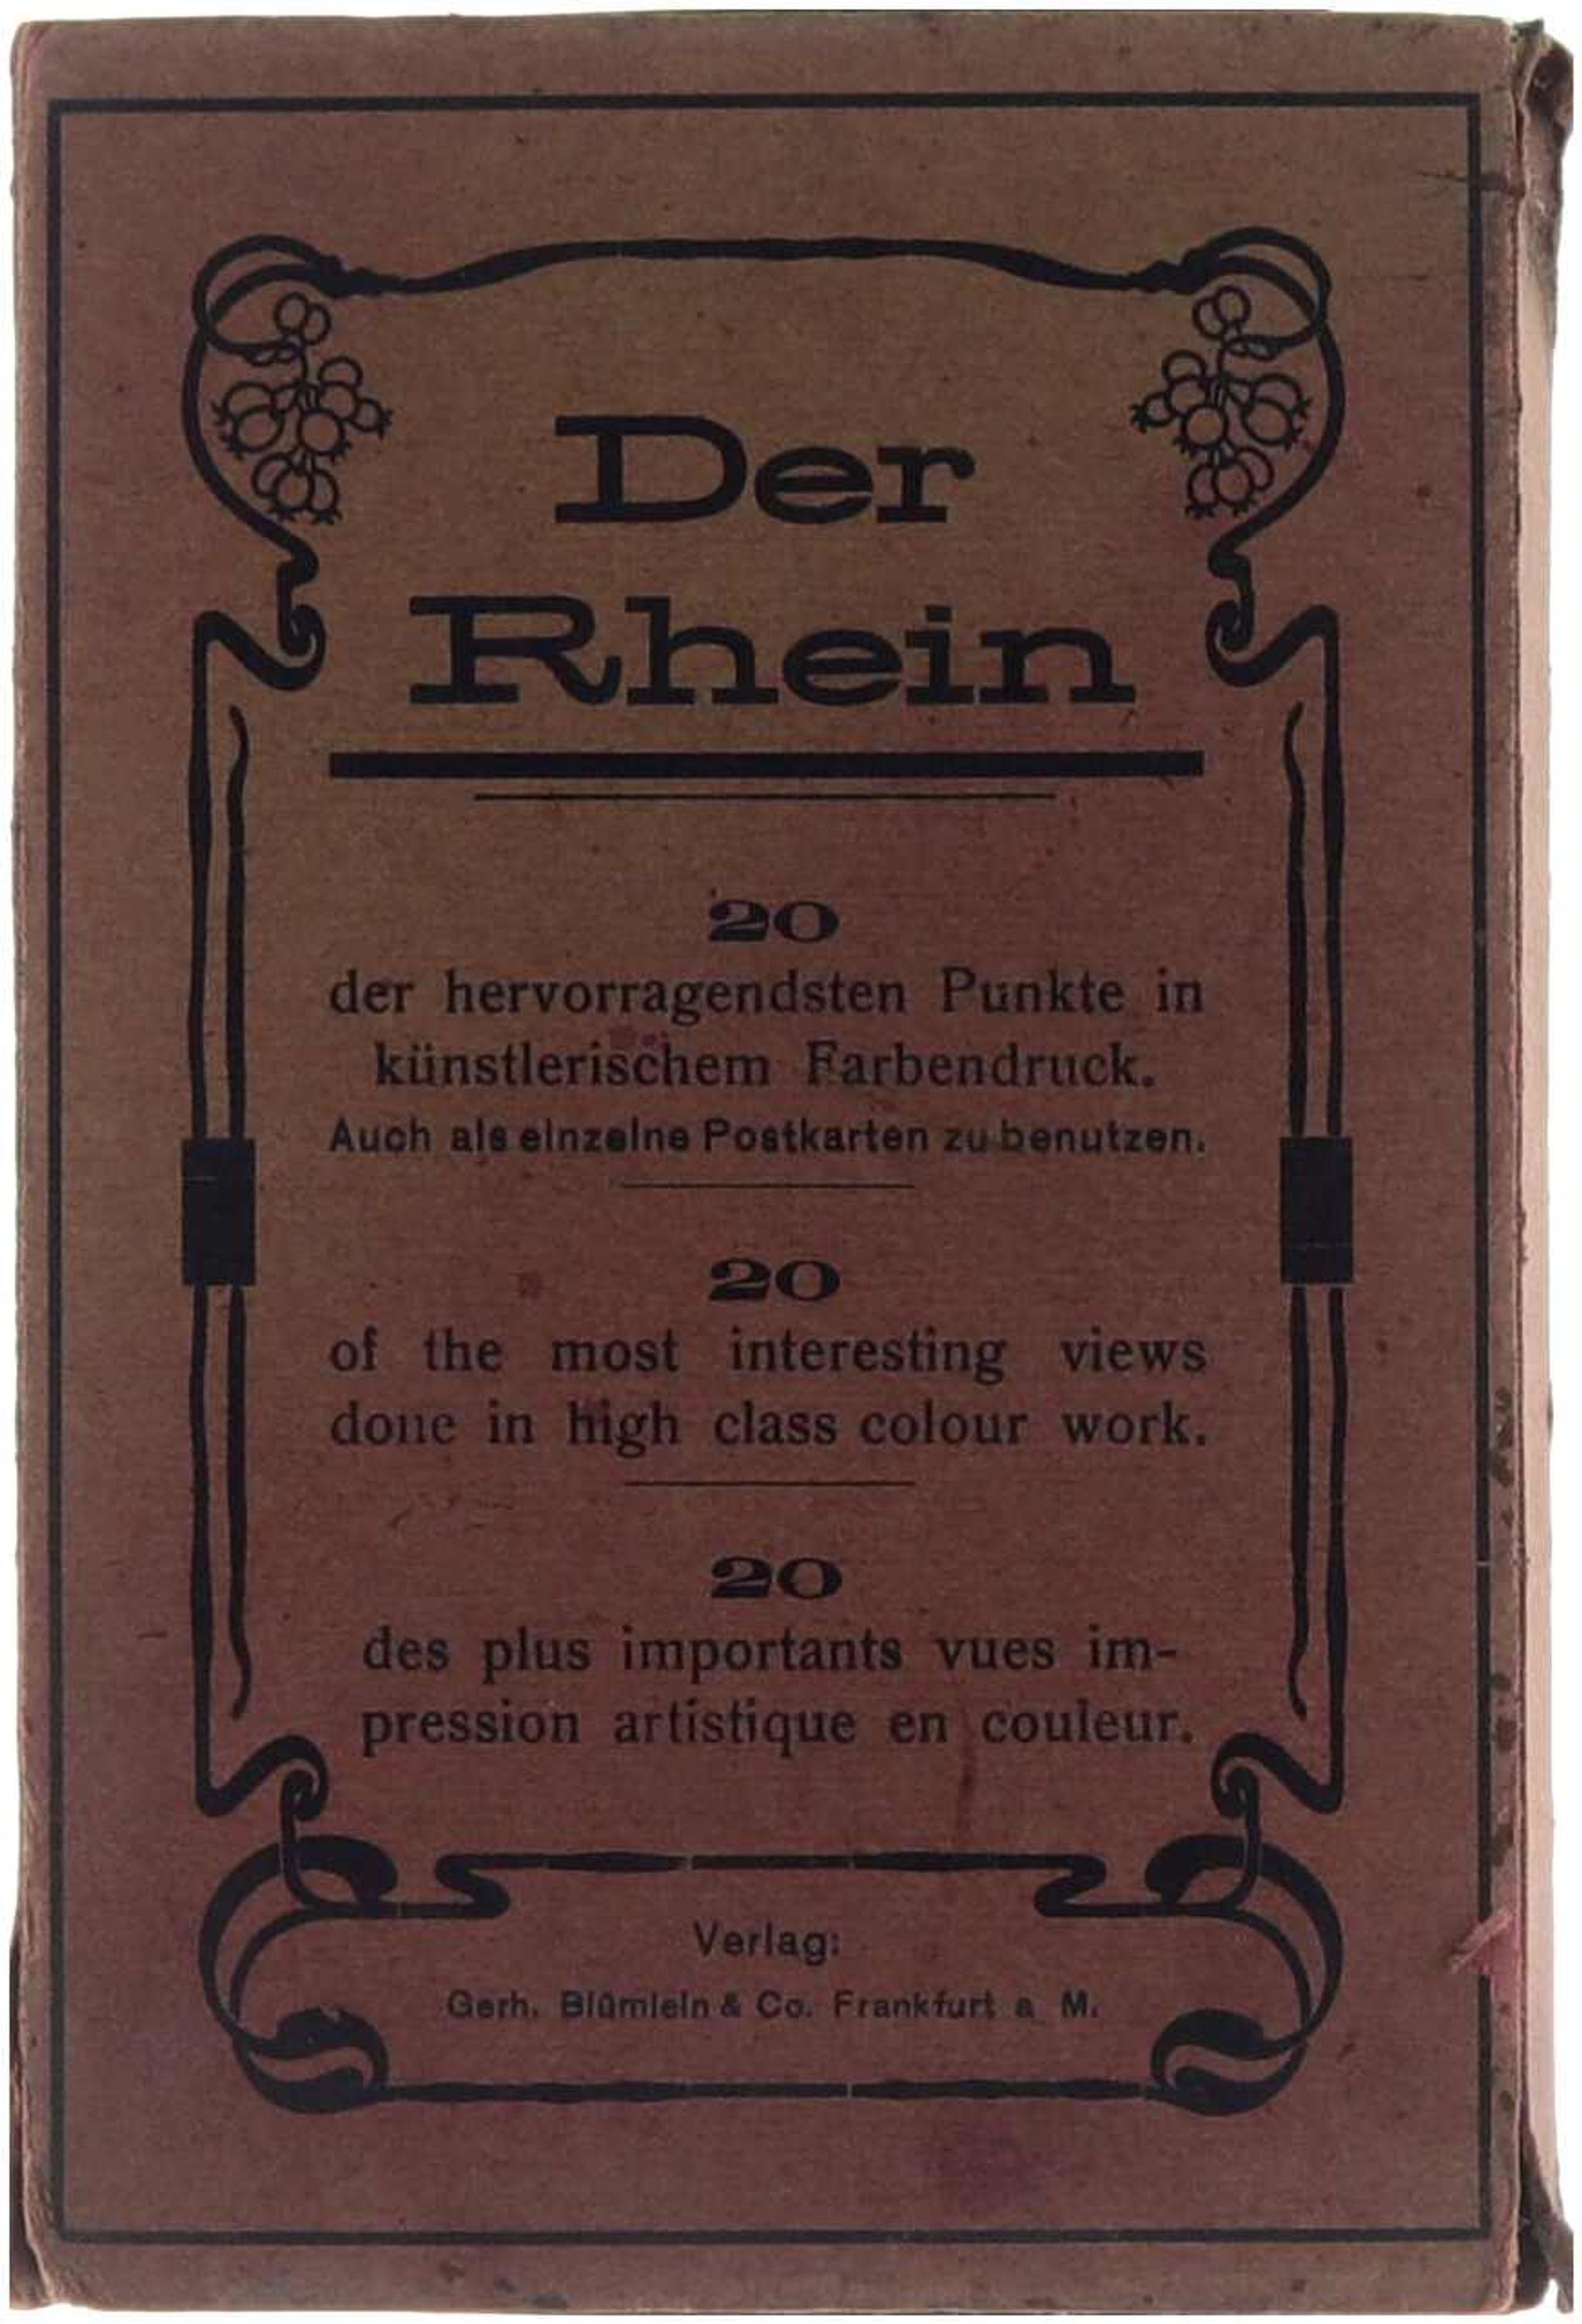 Der
Rhein
20
der hervorragendsten Punkte in
künstlerischem Farbendruck.
Auch als einzelne Postkarten zu benutzen.
20
of the most interesting views
done in high class colour work.
20
des plus importants vues im-
pression artistique en couleur.
Verlag:
Gerh. Blümlein & Co. Frankfurt a M.